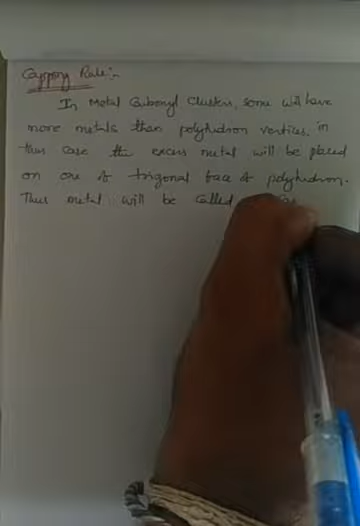 Capping Rule:-
In Metal Carbonyl Clusters, some will have
more metals than polyhedron vertices. in
this case the excess metal will be placed
on one of trigonal face of polyhedron.
This metal will be called